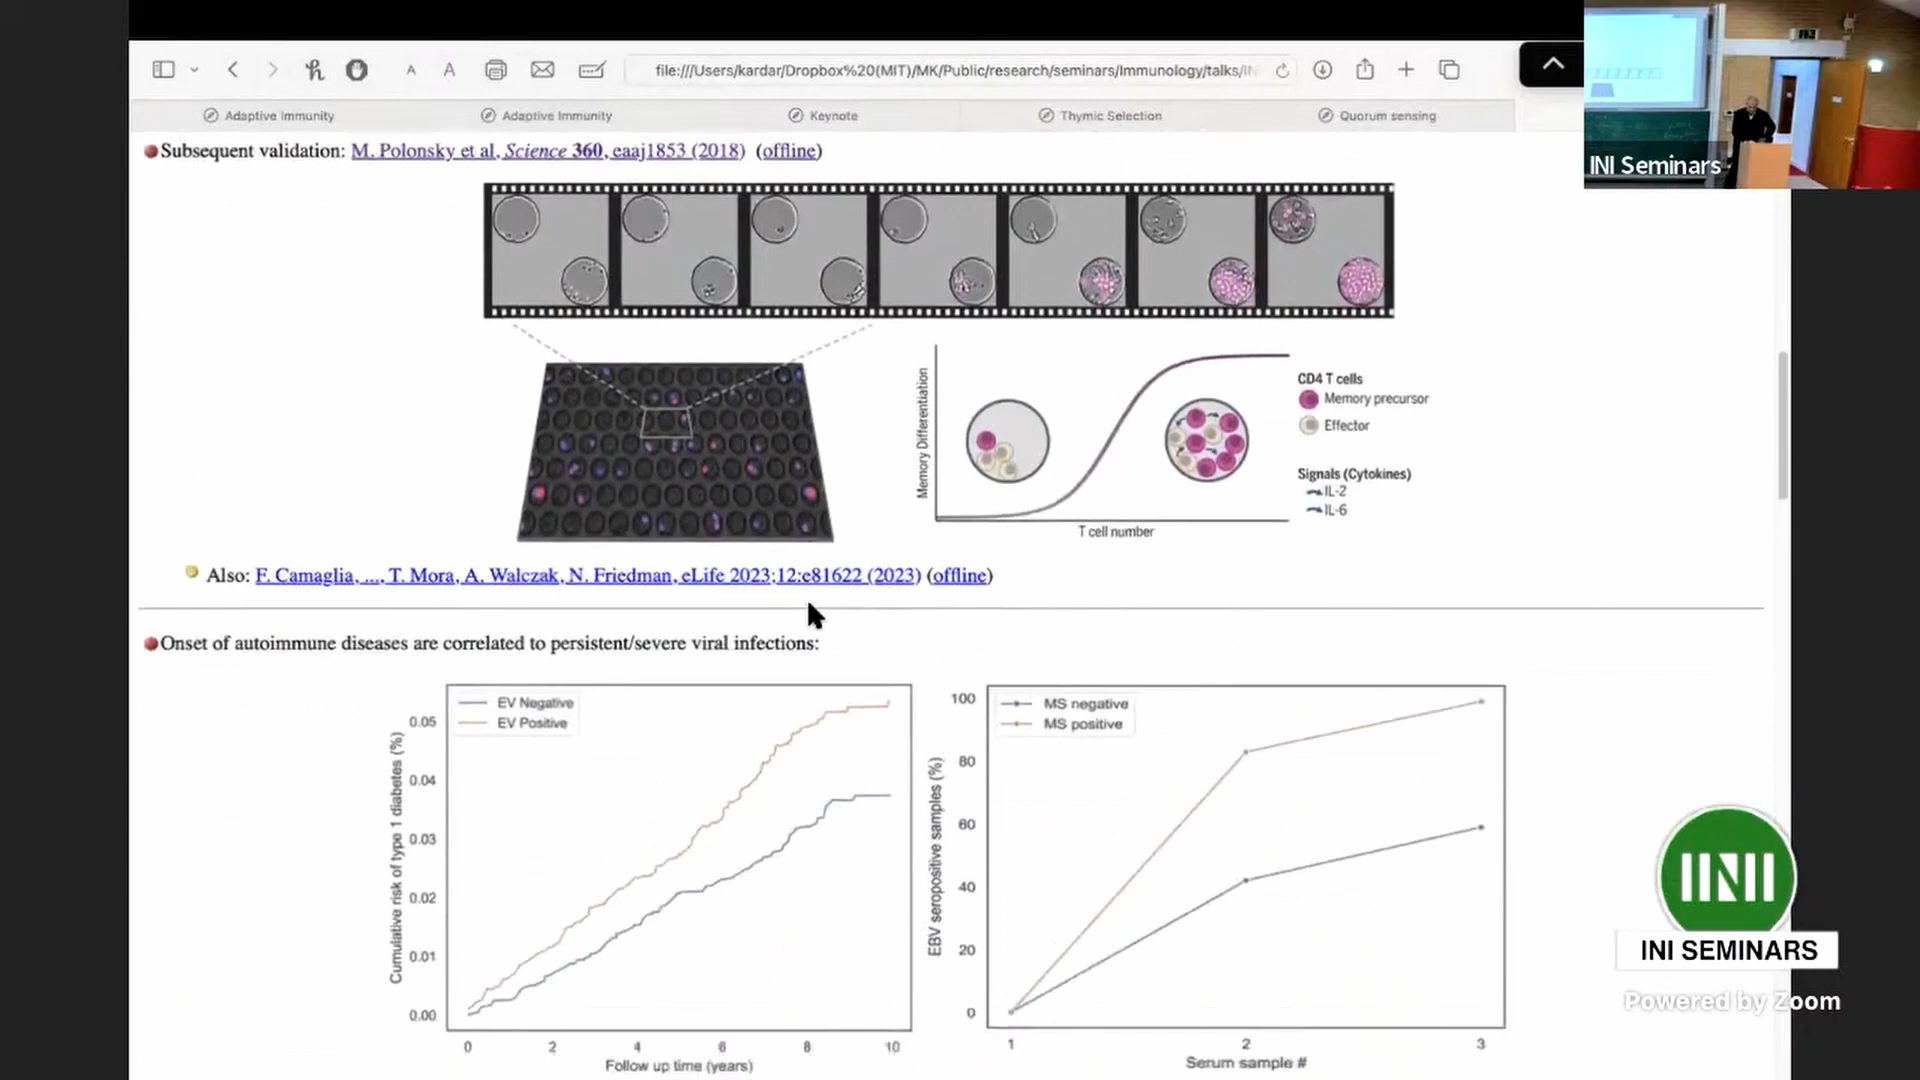 file:///Users/kardar/Dropbox%20(MIT)/MK/Public/research/seminars/Immunology/talks/
A A
Adaptive Immunity
Adaptive Immunity
Keynote
Thymic Selection
Quorum sensing
INI Seminars
Subsequent validation: M. Polonsky et al, Science 360, eaaj1853 (2018) (offline)
Memory Differentiation
T cell number
CD4 T cells
Memory precursor
Effector
Signals (Cytokines)
IL-2
IL-6
Also: F. Camaglia, ..., T. Mora, A. Walczak, N. Friedman, eLife 2023;12:e81622 (2023) (offline)
Onset of autoimmune diseases are correlated to persistent/severe viral infections:
EV Negative
EV Positive
Cumulative risk of type 1 diabetes (%)
0.05
0.04
0.03
0.02
0.01
0.00
0 2 4 6 8 10
Follow up time (years)
MS negative
MS positive
EBV seropositive samples (%)
100
80
60
40
20
0
1 2 3
Serum sample #
INI
INI SEMINARS
Powered by Zoom